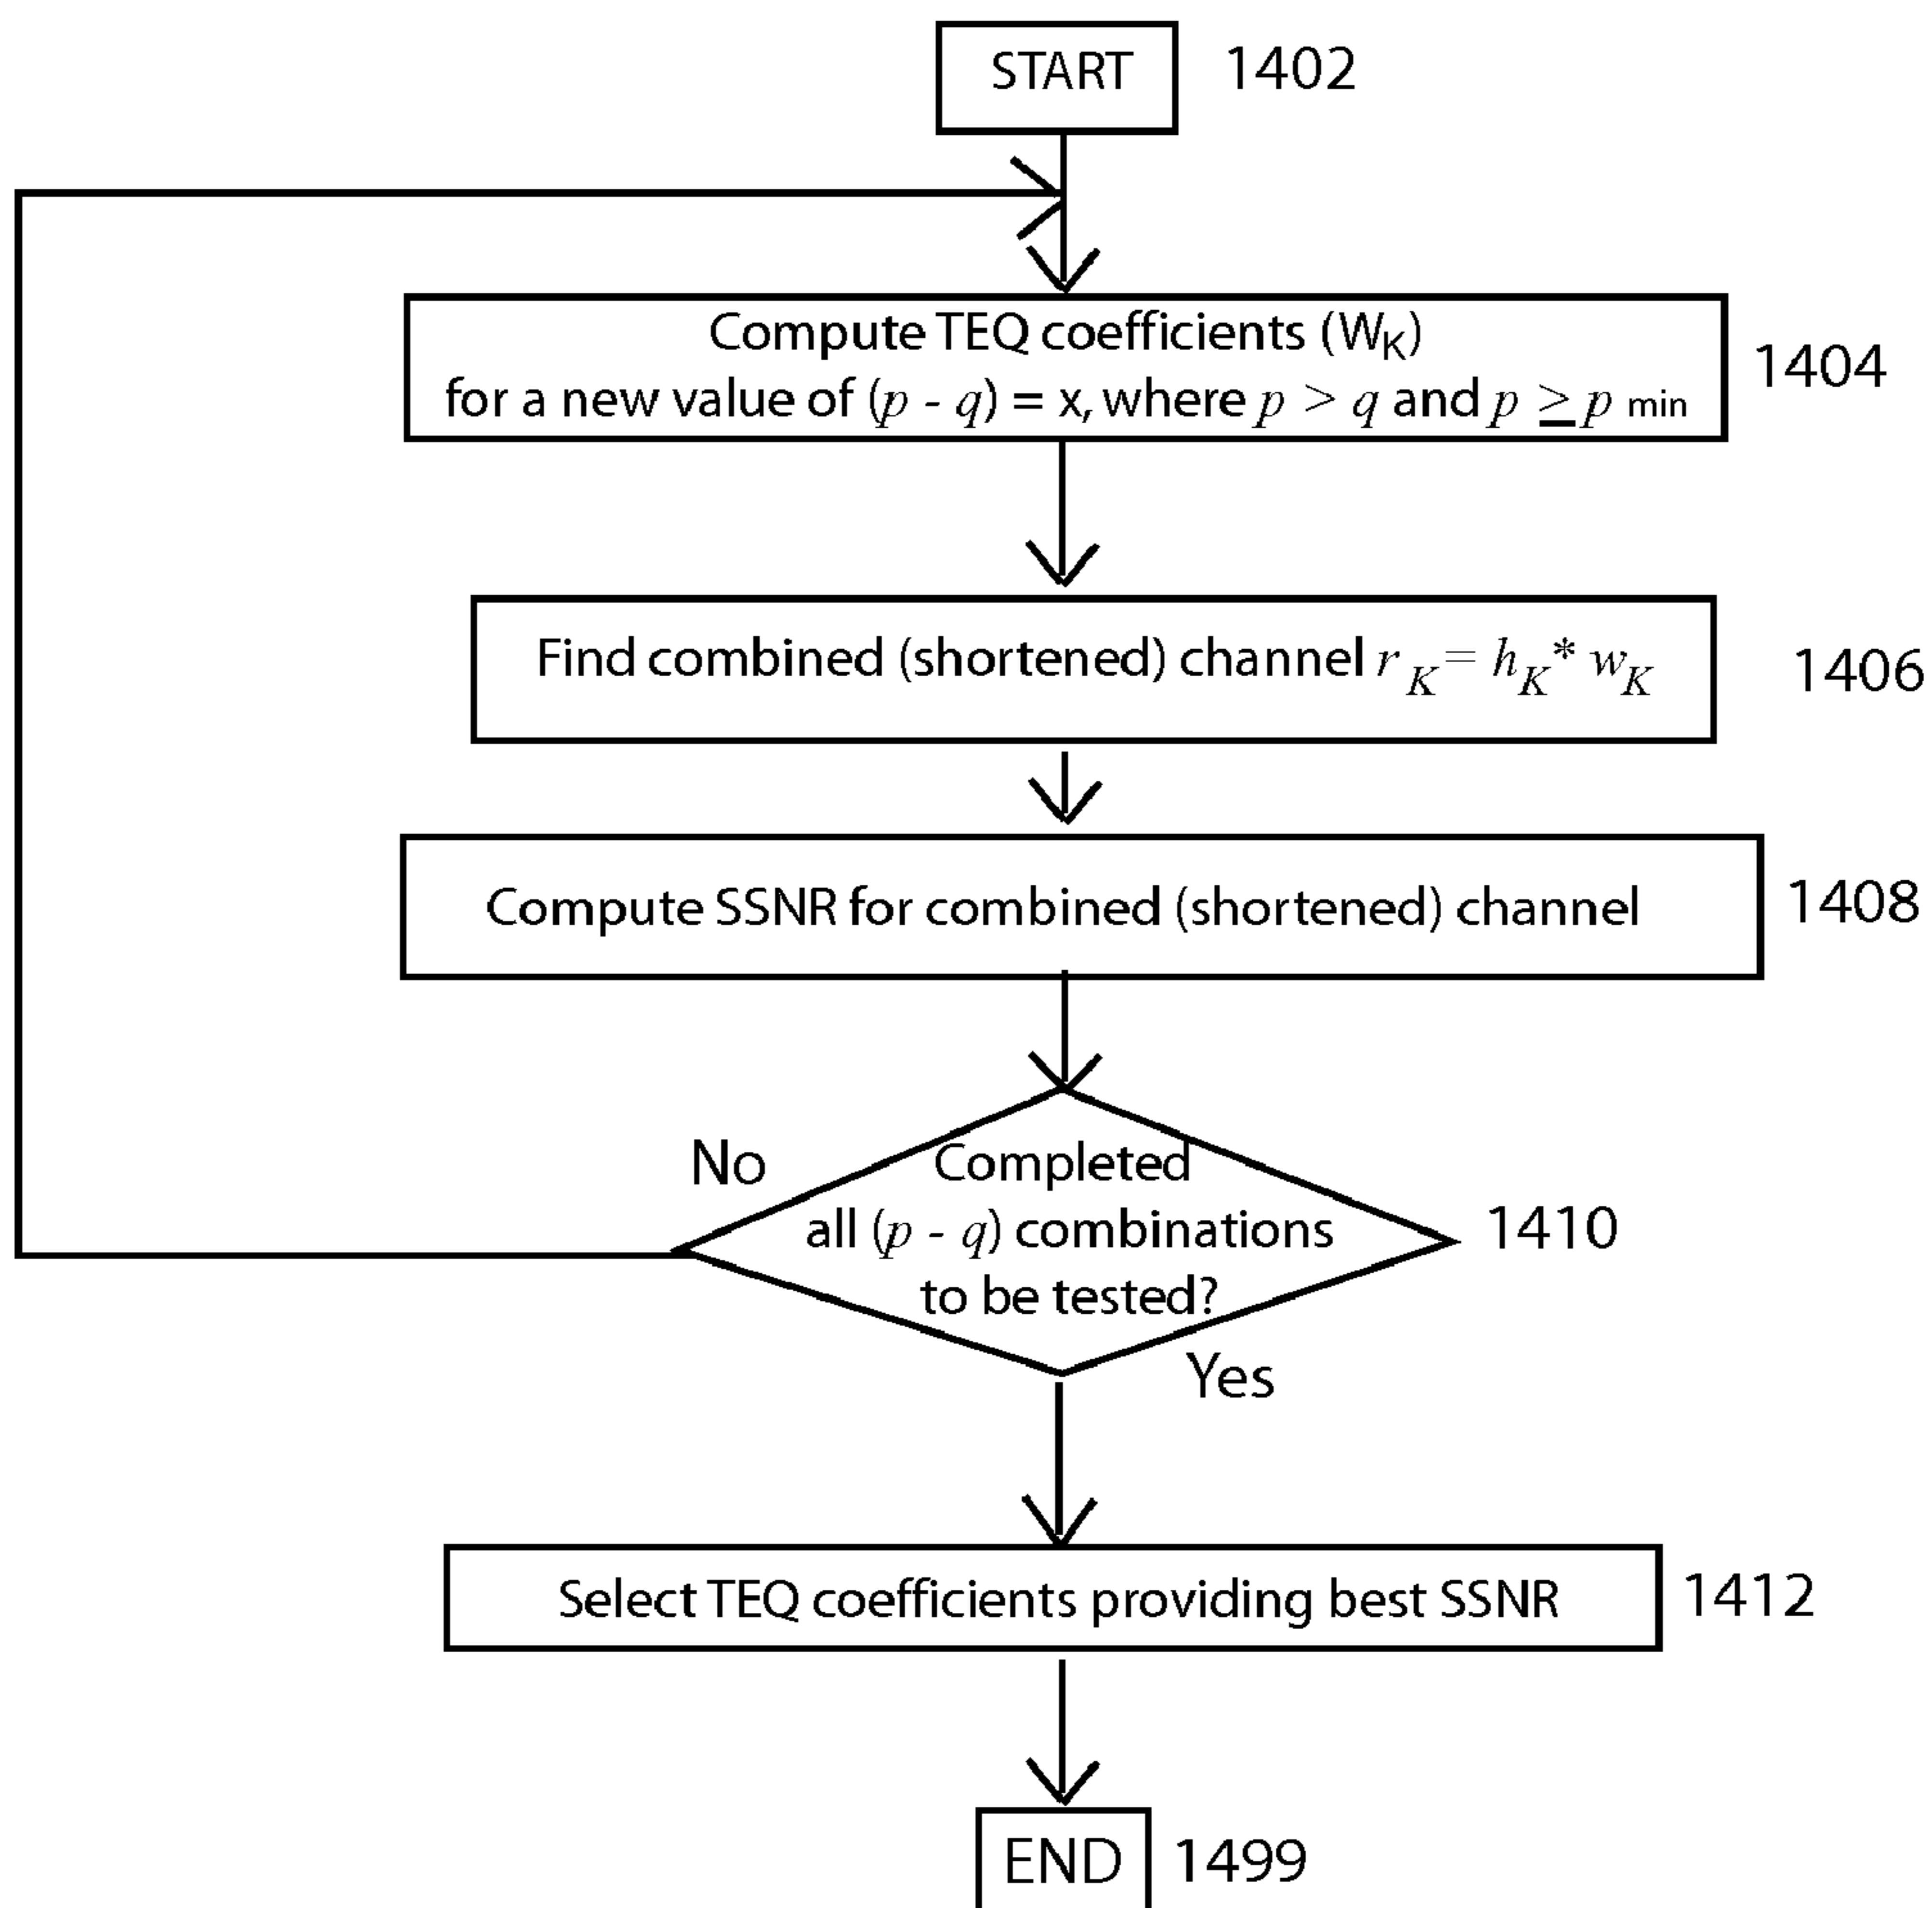 START 1402
Compute TEQ coefficients (W_K)
for a new value of (p - q) = x, where p > q and p ≥ p min 1404
Find combined (shortened) channel r_K = h_K * w_K 1406
Compute SSNR for combined (shortened) channel 1408
No
Completed
all (p - q) combinations 1410
to be tested?
Yes
Select TEQ coefficients providing best SSNR 1412
END 1499